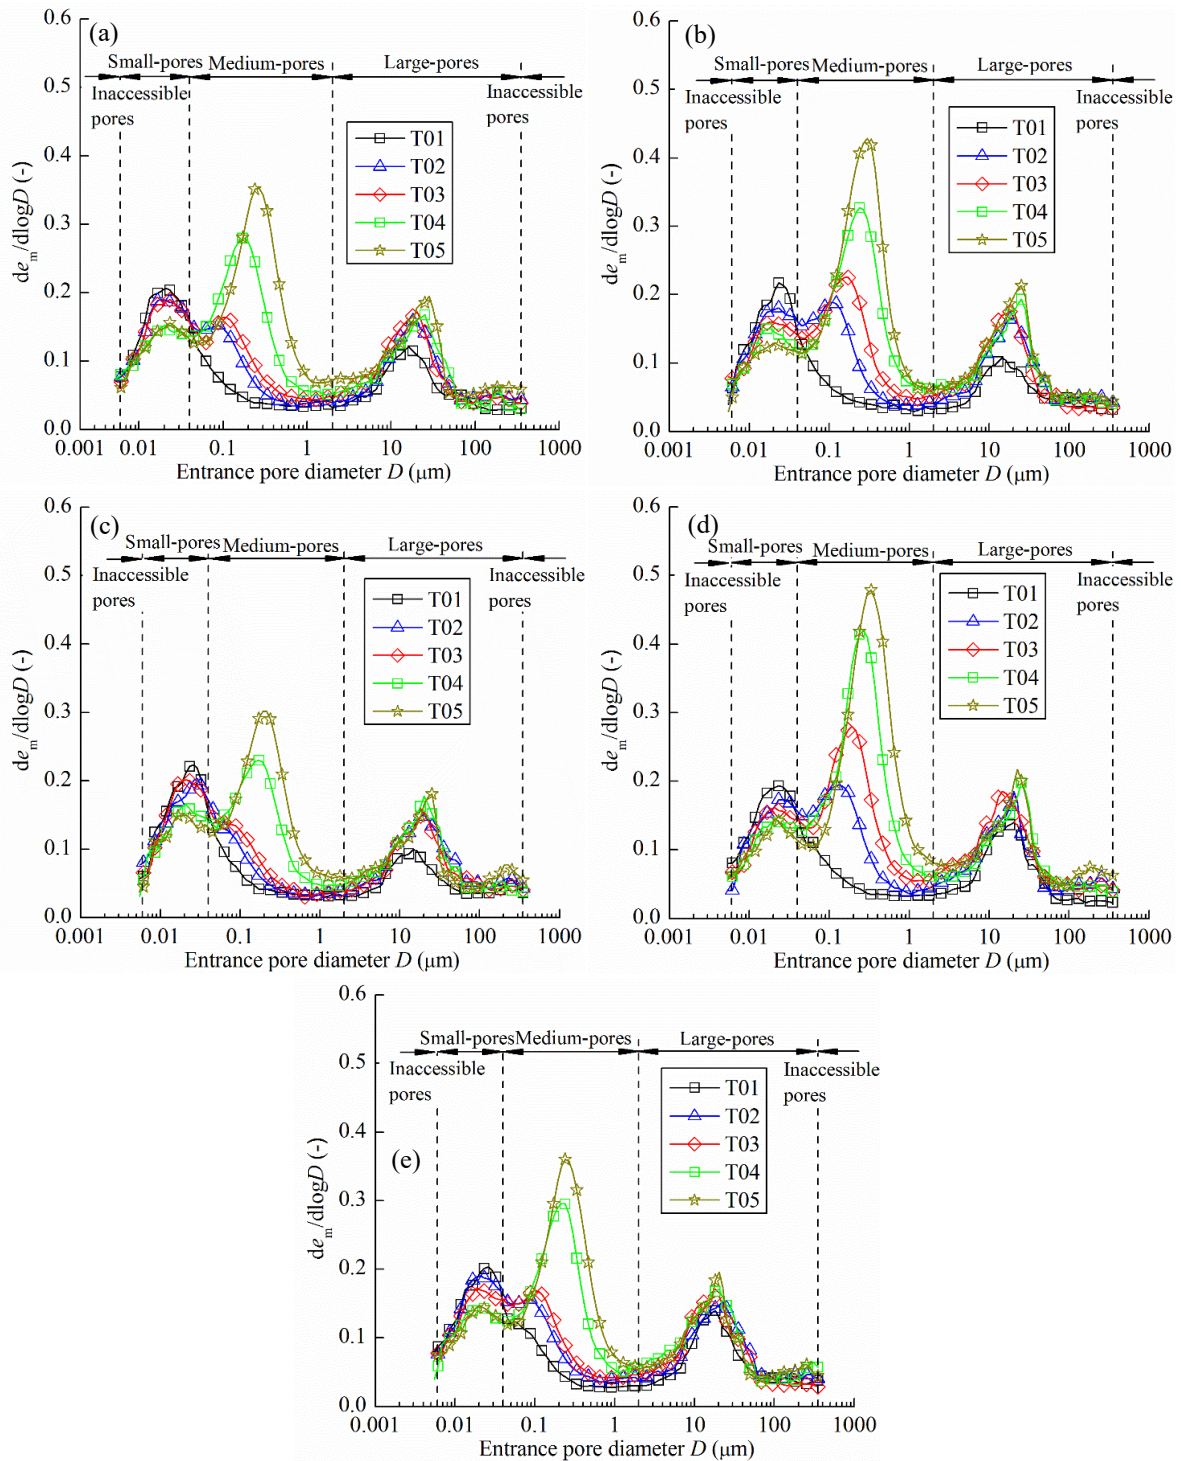 (a)
0.6
0.5
0.4
0.3
0.2
0.1
0.0
de_m/dlogD (-)
Small-pores
Medium-pores
Large-pores
Inaccessible
pores
Inaccessible
pores
T01
T02
T03
T04
T05
0.001 0.01 0.1 1 10 100 1000
Entrance pore diameter D (μm)
(b)
0.6
0.5
0.4
0.3
0.2
0.1
0.0
de_m/dlogD (-)
Small-pores
Medium-pores
Large-pores
Inaccessible
pores
Inaccessible
pores
T01
T02
T03
T04
T05
0.001 0.01 0.1 1 10 100 1000
Entrance pore diameter D (μm)
(c)
0.6
0.5
0.4
0.3
0.2
0.1
0.0
de_m/dlogD (-)
Small-pores
Medium-pores
Large-pores
Inaccessible
pores
Inaccessible
pores
T01
T02
T03
T04
T05
0.001 0.01 0.1 1 10 100 1000
Entrance pore diameter D (μm)
(d)
0.6
0.5
0.4
0.3
0.2
0.1
0.0
de_m/dlogD (-)
Small-pores
Medium-pores
Large-pores
Inaccessible
pores
Inaccessible
pores
T01
T02
T03
T04
T05
0.001 0.01 0.1 1 10 100 1000
Entrance pore diameter D (μm)
(e)
0.6
0.5
0.4
0.3
0.2
0.1
0.0
de_m/dlogD (-)
Small-pores
Medium-pores
Large-pores
Inaccessible
pores
Inaccessible
pores
T01
T02
T03
T04
T05
0.001 0.01 0.1 1 10 100 1000
Entrance pore diameter D (μm)